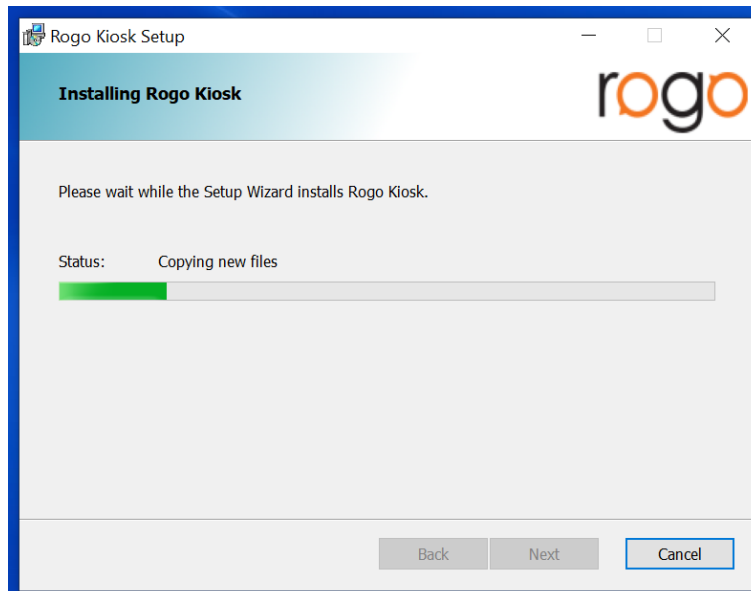 Rogo Kiosk Setup
Installing Rogo Kiosk
rogo
Please wait while the Setup Wizard installs Rogo Kiosk.
Status: Copying new files
Back Next Cancel